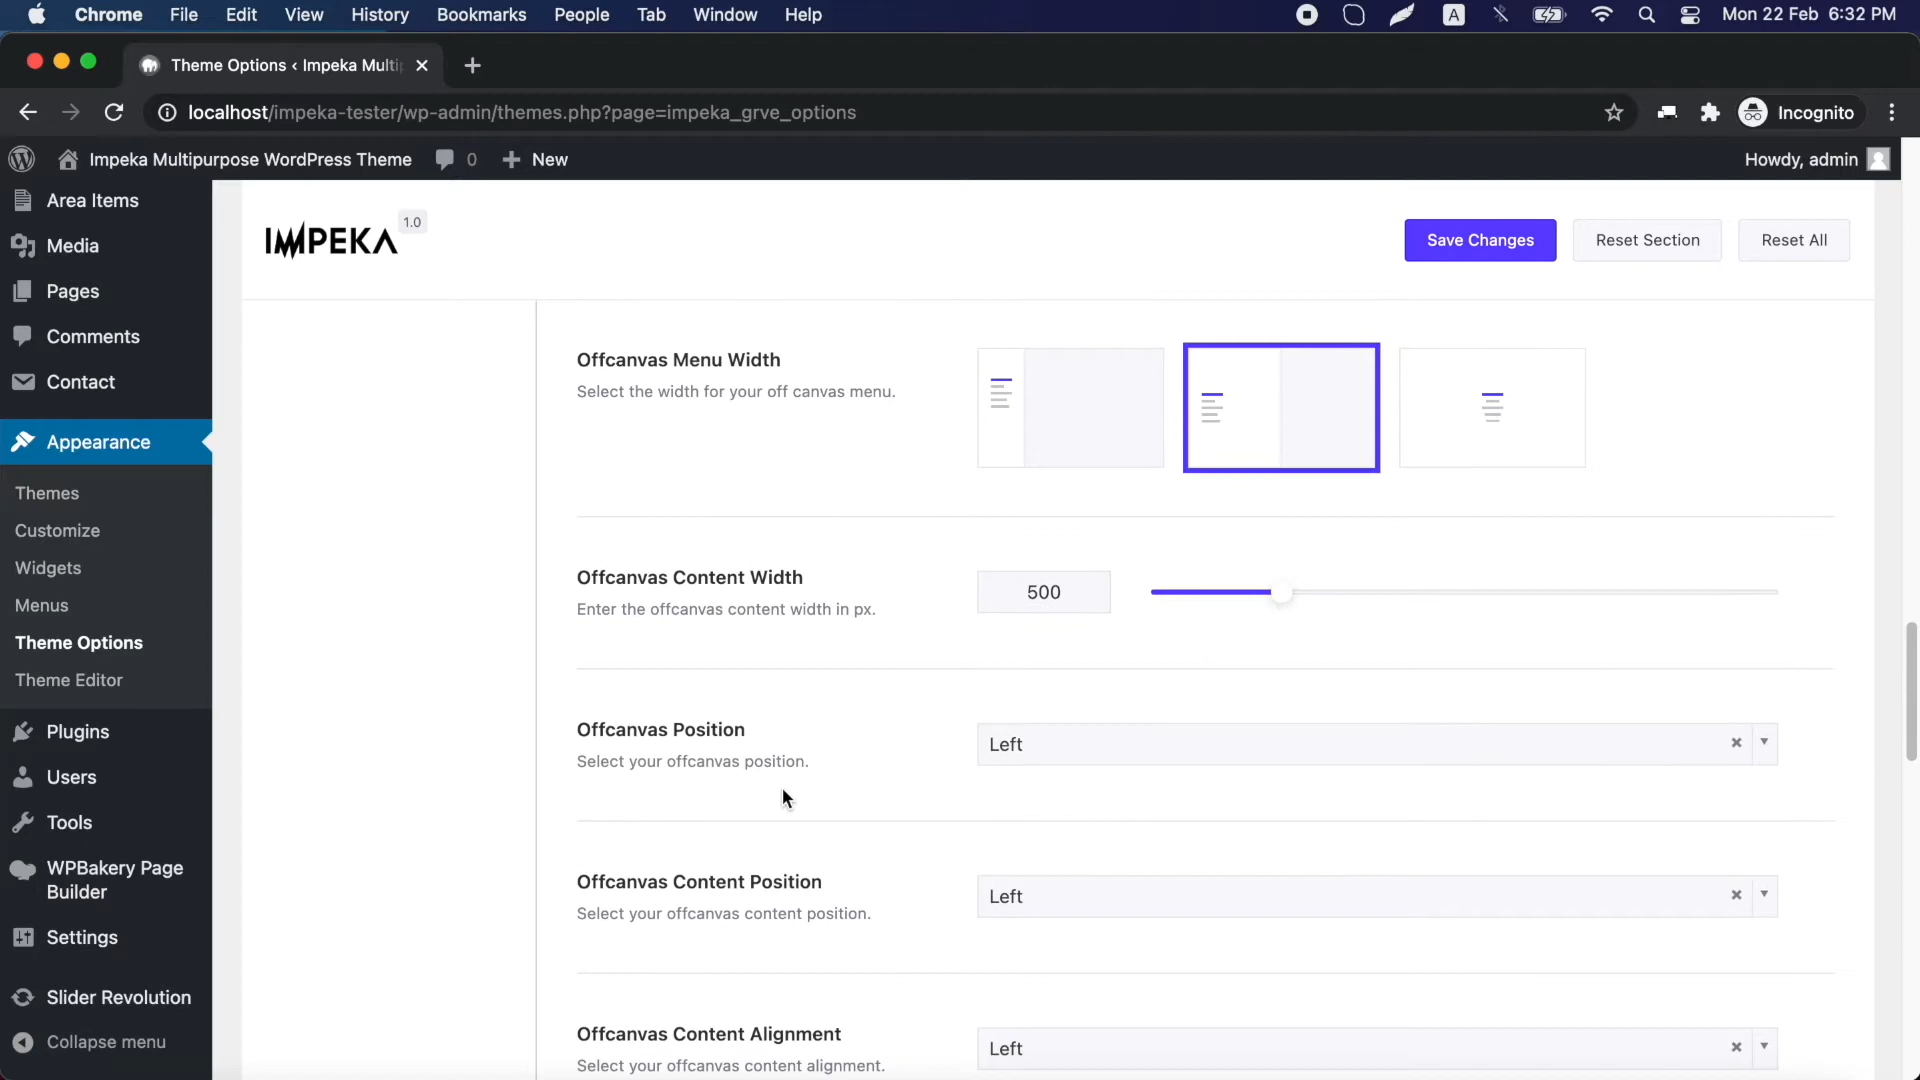 Chrome File Edit View History Bookmarks People Tab Window Help A Mon 22 Feb 6:32 PM
Theme Options ‹ Impeka Multi
localhost/impeka-tester/wp-admin/themes.php?page=impeka_grve_options Incognito
Impeka Multipurpose WordPress Theme 0 New Howdy, admin
Area Items
Media
Pages
Comments
Contact
Appearance
Themes
Customize
Widgets
Menus
Theme Options
Theme Editor
Plugins
Users
Tools
WPBakery Page
Builder
Settings
Slider Revolution
Collapse menu
IMPEKA 1.0
Save Changes Reset Section Reset All
Offcanvas Menu Width
Select the width for your off canvas menu.
Offcanvas Content Width
Enter the offcanvas content width in px.
500
Offcanvas Position
Select your offcanvas position.
Left
Offcanvas Content Position
Select your offcanvas content position.
Left
Offcanvas Content Alignment
Select your offcanvas content alignment.
Left